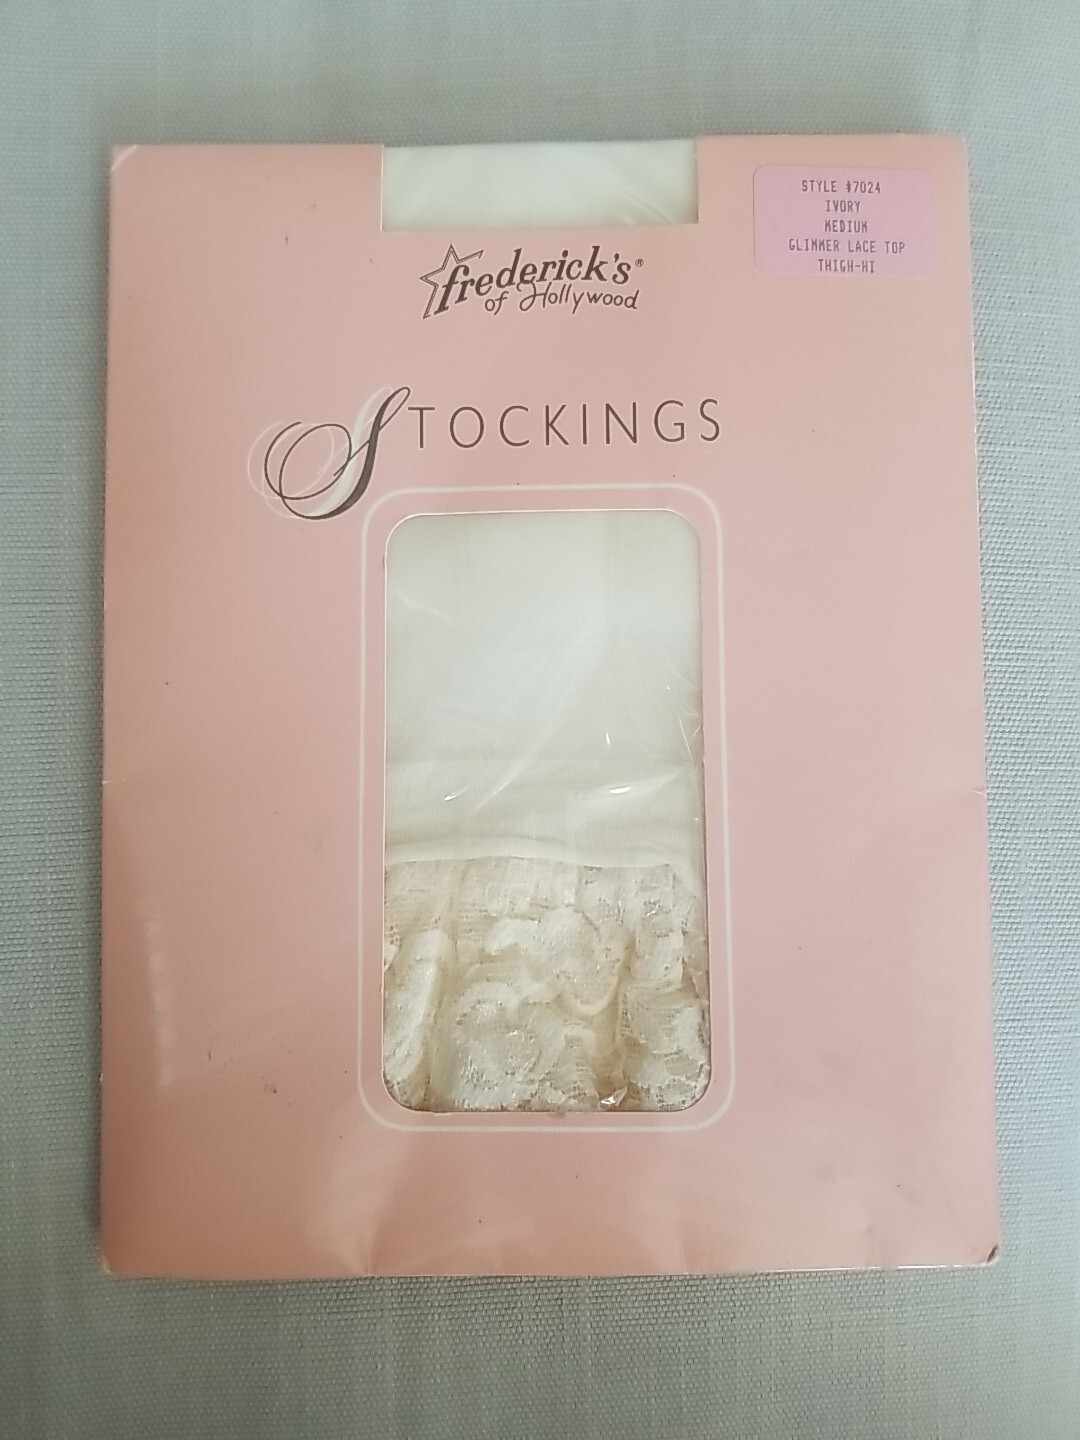 STYLE #7024
IVORY
MEDIUM
GLIMMER LACE TOP
THIGH-HI
frederick's®
of Hollywood
STOCKINGS